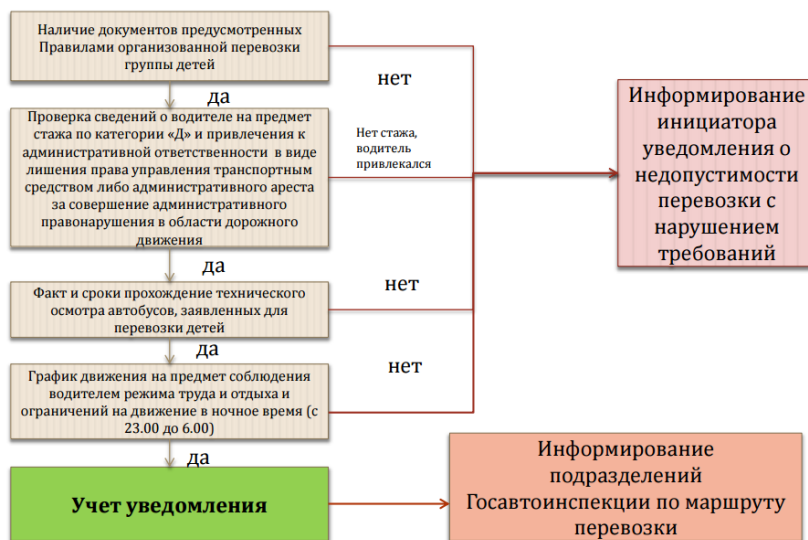 Наличие документов предусмотренных
Правилами организованной перевозки
группы детей
нет
да
Проверка сведений о водителе на предмет
стажа по категории «Д» и привлечения к
административной ответственности в виде
лишения права управления транспортным
средством либо административного ареста
за совершение административного
правонарушения в области дорожного
движения
Нет стажа,
водитель
привлекался
Информирование
инициатора
уведомления о
недопустимости
перевозки с
нарушением
требований
да
Факт и сроки прохождение технического
осмотра автобусов, заявленных для
перевозки детей
нет
да
График движения на предмет соблюдения
водителем режима труда и отдыха и
ограничений на движение в ночное время (с
23.00 до 6.00)
нет
да
Учет уведомления
Информирование
подразделений
Госавтоинспекции по маршруту
перевозки